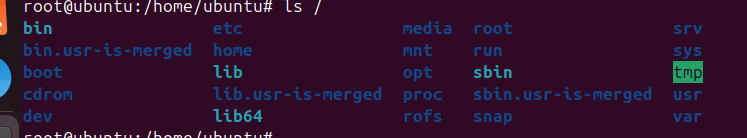 root@ubuntu:/home/ubuntu# ls /
bin etc media root srv
bin.usr-is-merged home mnt run sys
boot lib opt sbin tmp
cdrom lib.usr-is-merged proc sbin.usr-is-merged usr
dev lib64 rofs snap var
root@ubuntu:/home/ubuntu#